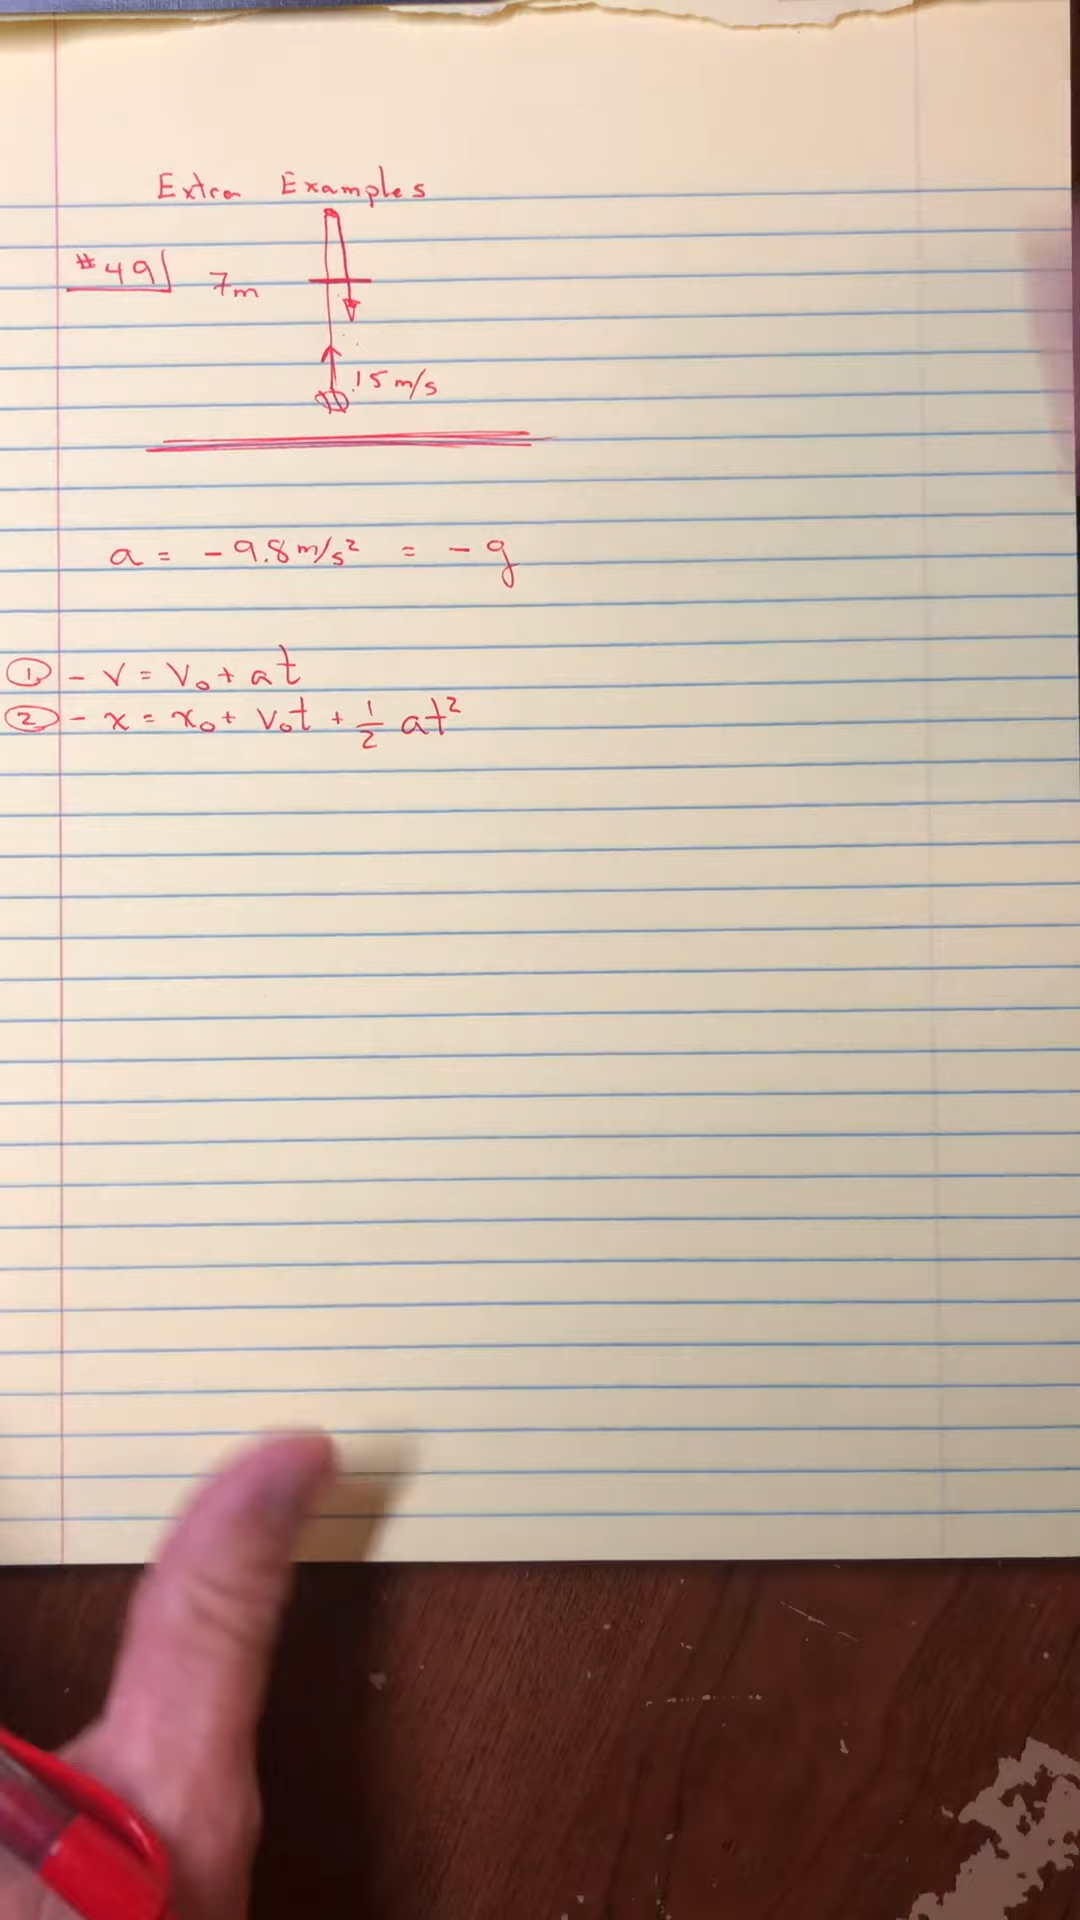 Extra Examples
#49 7m
15 m/s
a = - 9.8 m/s² = - g
① - v = v₀ + at
② - x = x₀ + v₀t + 1/2 at²